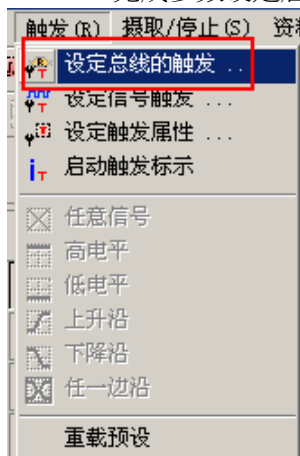 触发(R) 摄取/停止(S)
设定总线的触发 ...
设定信号触发 ...
设定触发属性 ...
启动触发标示
任意信号
高电平
低电平
上升沿
下降沿
任一边沿
重载预设